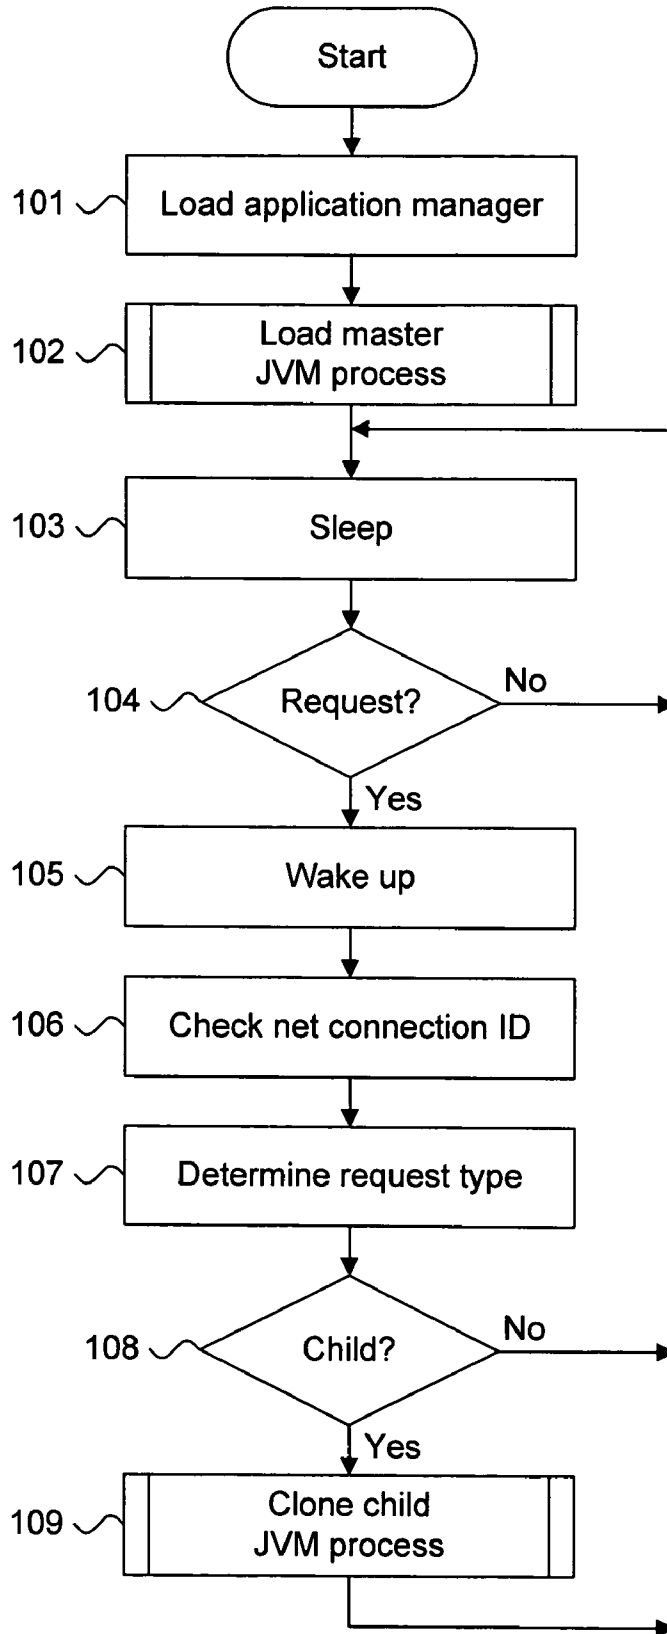 Start
101
Load application manager
102
Load master
JVM process
103
Sleep
104
Request?
No
Yes
105
Wake up
106
Check net connection ID
107
Determine request type
108
Child?
No
Yes
109
Clone child
JVM process